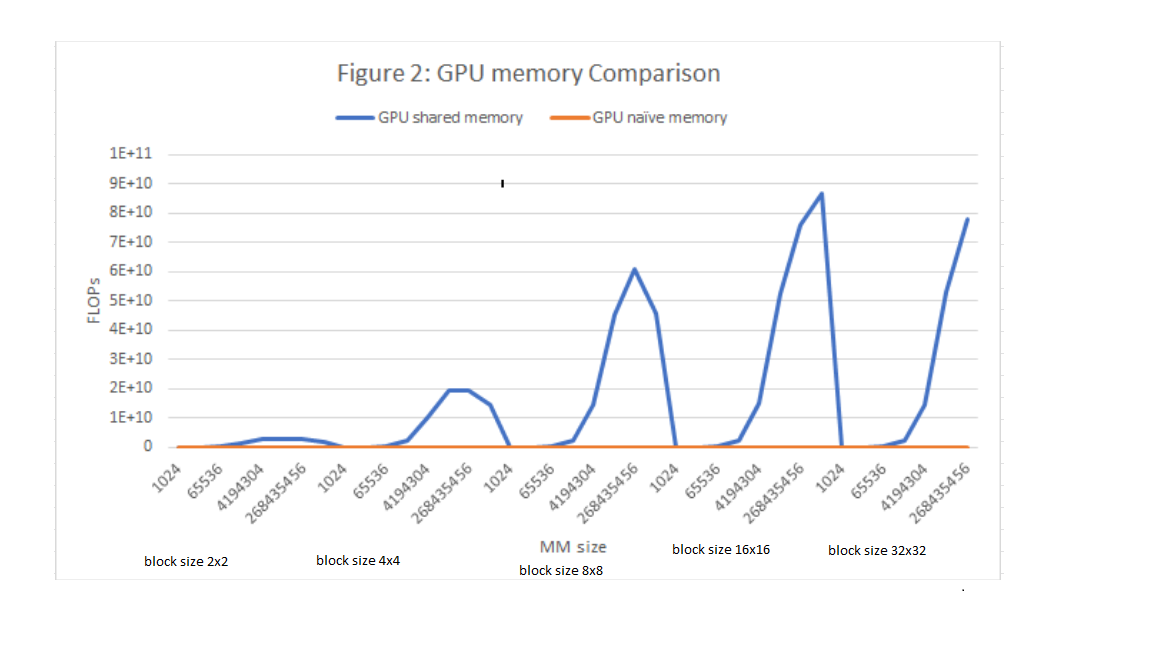 Figure 2: GPU memory Comparison
GPU shared memory GPU naïve memory
1E+11
9E+10
8E+10
7E+10
6E+10
5E+10
4E+10
3E+10
2E+10
1E+10
0
FLOPs
1024 65536 4194304 268435456 1024 65536 4194304 268435456 1024 65536 4194304 268435456 1024 65536 4194304 268435456 1024 65536 4194304 268435456
MM size
block size 2x2 block size 4x4 block size 8x8 block size 16x16 block size 32x32